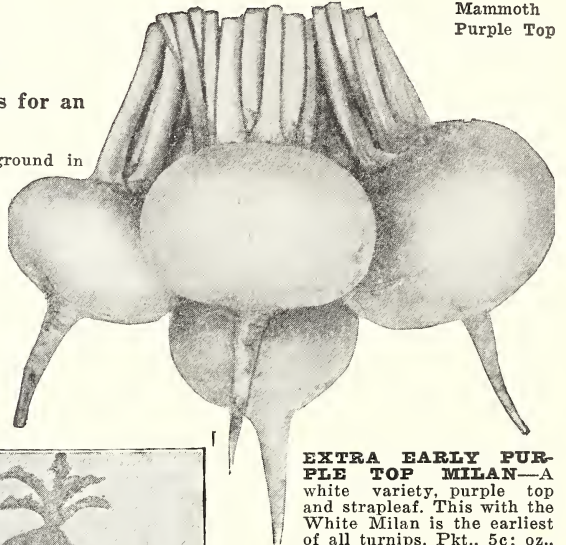 Mammoth
Purple Top
s for an
ground in
EXTRA EARLY PUR-
PLE TOP MILAN—A
white variety, purple top
and strapleaf. This with the
White Milan is the earliest
of all turnips. Pkt., 5c; oz.,